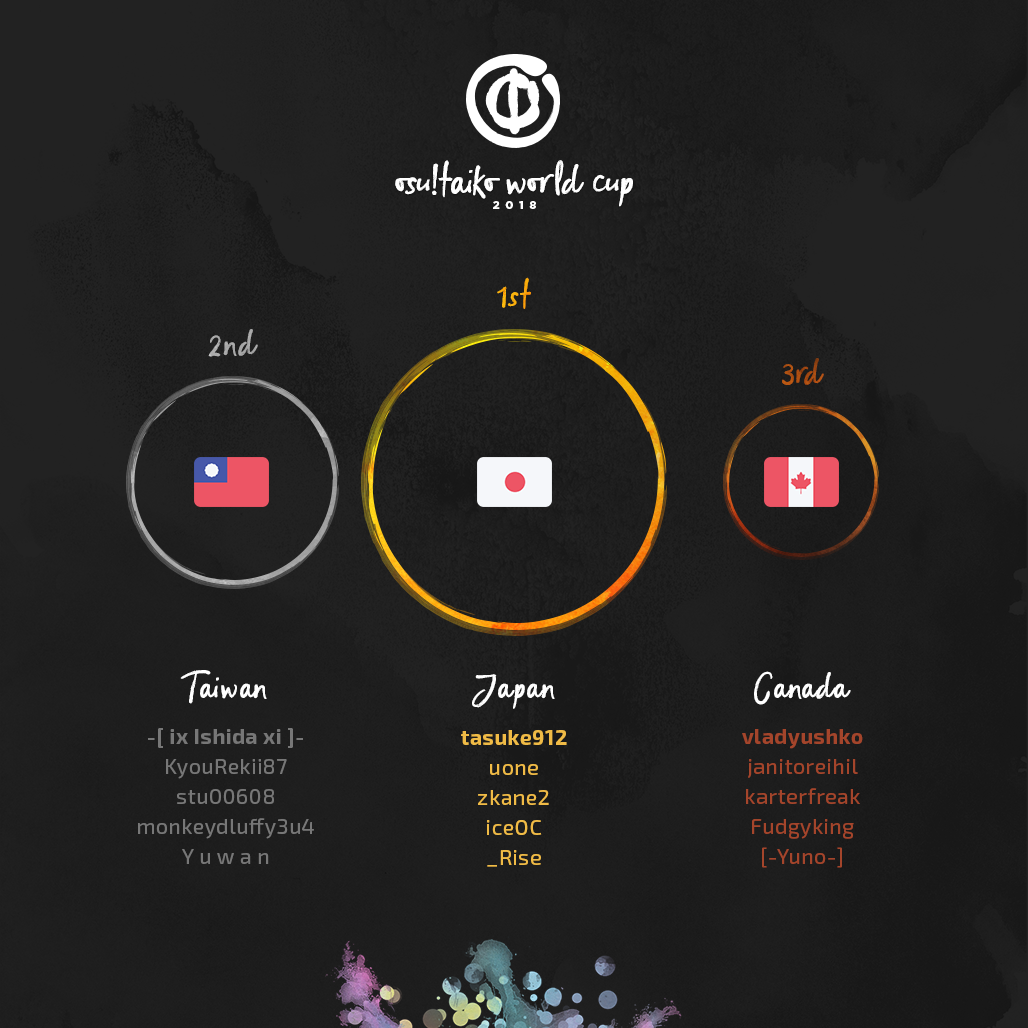 osu!taiko world cup
2018
1st
2nd
3rd
Taiwan
-[ ix Ishida xi ]-
KyouRekii87
stu00608
monkeydluffy3u4
Y u w a n
Japan
tasuke912
uone
zkane2
iceOC
_Rise
Canada
vladyushko
janitoreihil
karterfreak
Fudgyking
[-Yuno-]